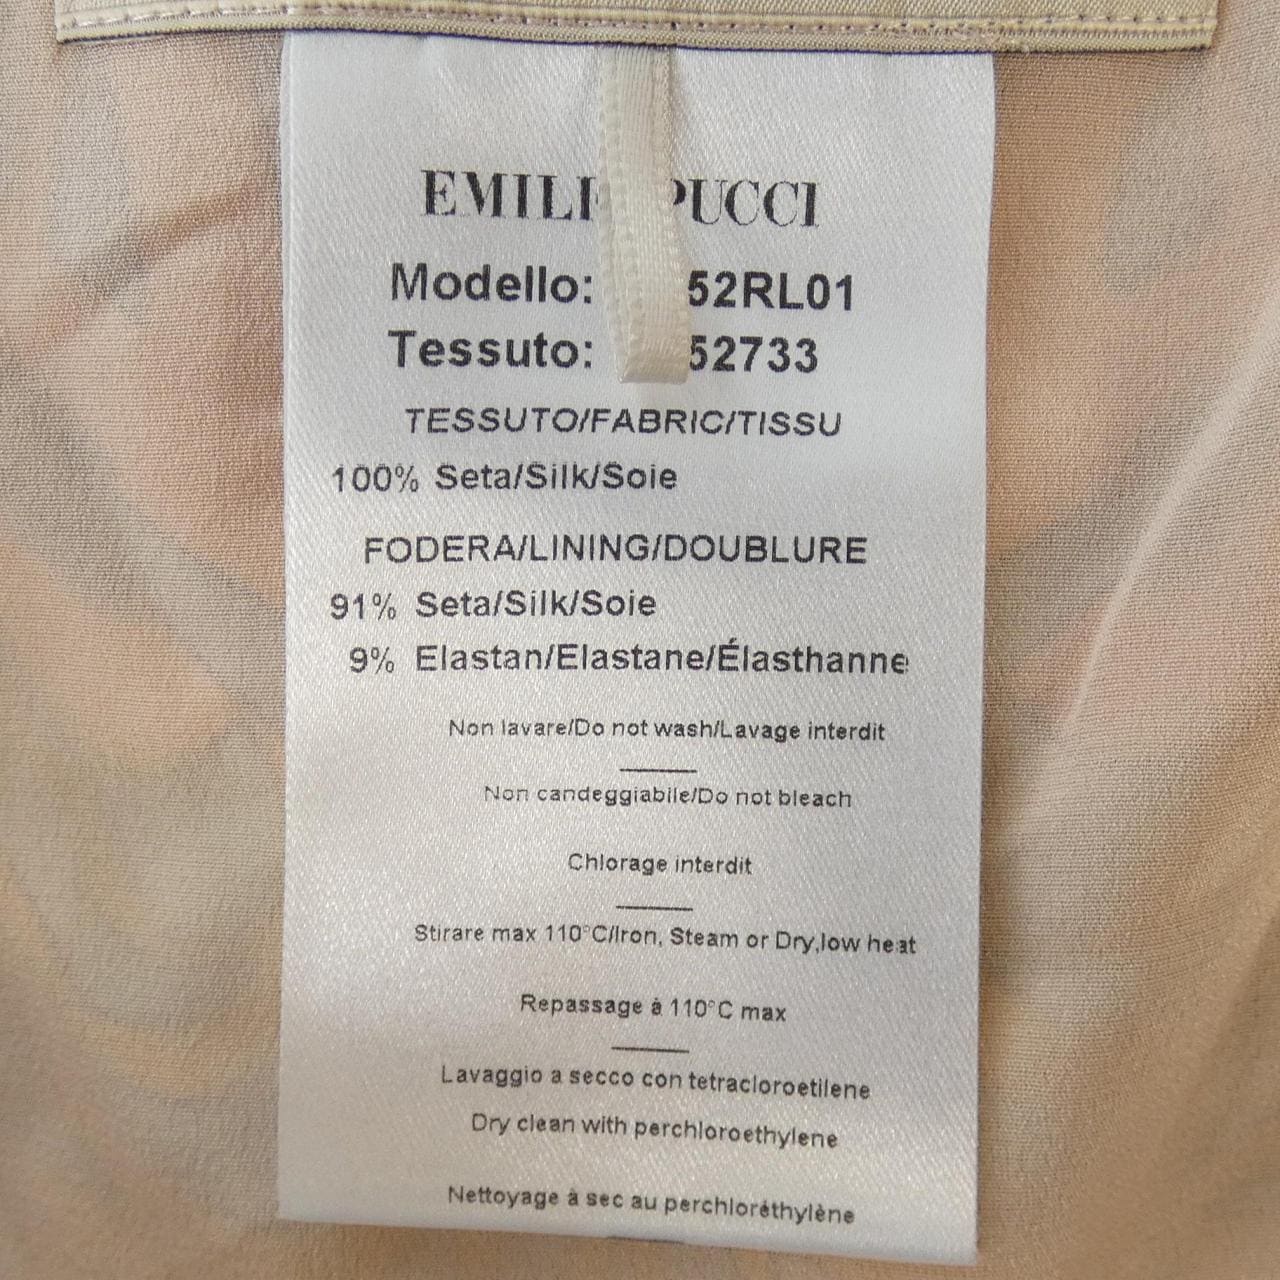 EMILI PUCCI
Modello: 52RL01
Tessuto: 52733
TESSUTO/FABRIC/TISSU
100% Seta/Silk/Soie
FODERA/LINING/DOUBLURE
91% Seta/Silk/Soie
9% Elastan/Elastane/Élasthanne
Non lavare/Do not wash/Lavage interdit
Non candeggiabile/Do not bleach
Chlorage interdit
Stirare max 110°C/Iron, Steam or Dry,low heat
Repassage à 110°C max
Lavaggio a secco con tetracloroetilene
Dry clean with perchloroethylene
Nettoyage à sec au perchloréthylène